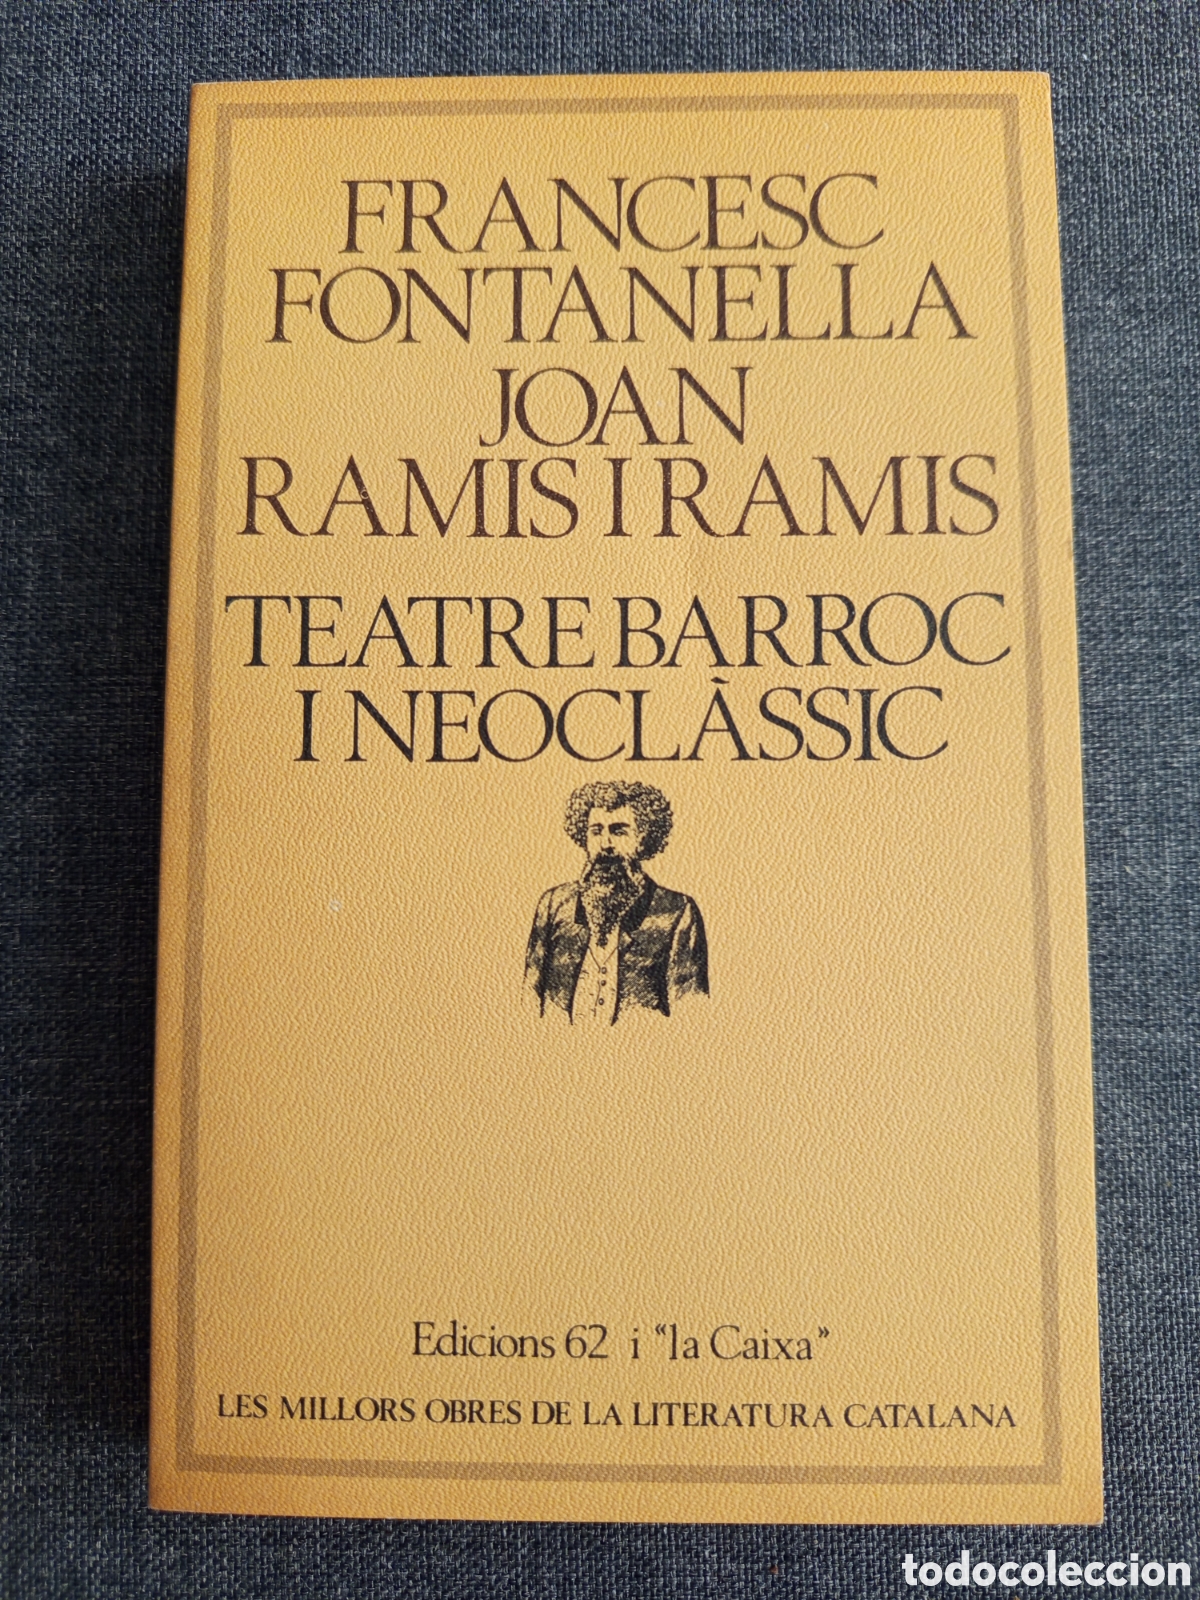 FRANCESC
FONTANELLA
JOAN
RAMIS I RAMIS
TEATRE BARROC
I NEOCLÀSSIC
Edicions 62 i "la Caixa"
LES MILLORS OBRES DE LA LITERATURA CATALANA
todocoleccion